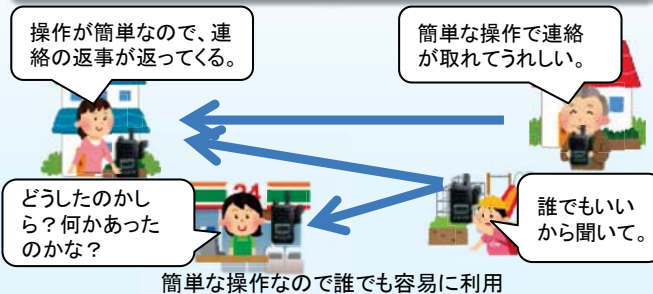 操作が簡単なので、連
絡の返事が返ってくる。
簡単な操作で連絡
が取れてうれしい。
どうしたのかし
ら？何かあった
のかな？
24
誰でもいい
から聞いて。
簡単な操作なので誰でも容易に利用